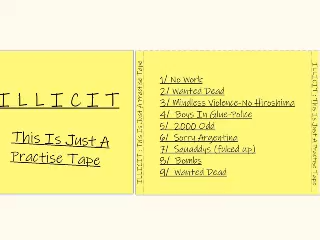 ILLICIT
This Is Just A
Practise Tape
ILLICIT : This Is Just A Practise Tape
1/ No Work
2/ Wanted Dead
3/ Mindless Violence-No Hiroshima
4/ Boys In Blue-Police
5/ 2,000 Odd
6/ Sorry Argentina
7/ Squaddys (fuked up)
8/ Bombs
9/ Wanted Dead
ILLICIT: This Is Just A Practise Tape